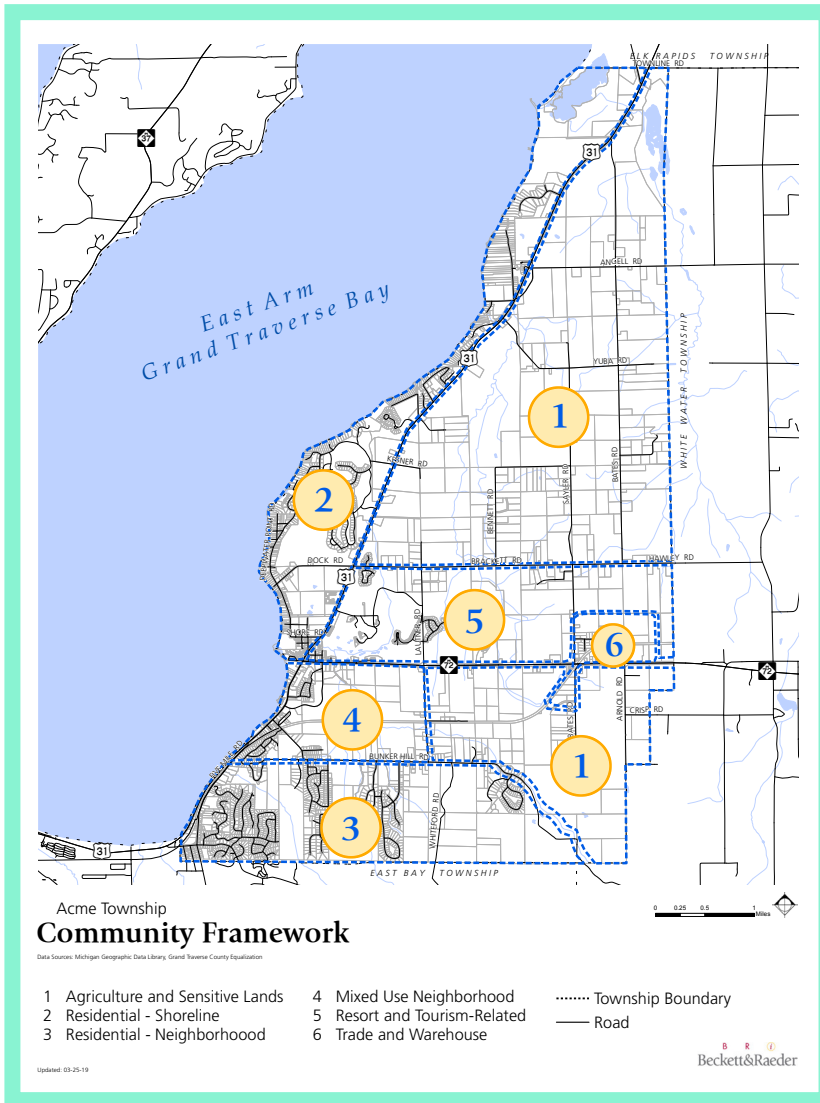 ELK RAPIDS TOWNSHIP
TOWNLINE RD
37
31
ANGELL RD
East Arm
Grand Traverse Bay
31
YUBA RD
WHITE WATER TOWNSHIP
1
KESNER RD
BENNETT RD
SAYLER RD
BATES RD
2
DOCK RD
BRACKETT RD
HAWLEY RD
31
5
LAUTNER RD
6
SHORE RD
72
72
ARNOLD RD
4
BATES RD
CRISP RD
BUNKER HILL RD
1
3
WHITEFORD RD
31
EAST BAY TOWNSHIP
Acme Township
Community Framework
Data Sources: Michigan Geographic Data Library, Grand Traverse County Equalization
0 0.25 0.5 1
Miles
1 Agriculture and Sensitive Lands
2 Residential - Shoreline
3 Residential - Neighborhoood
4 Mixed Use Neighborhood
5 Resort and Tourism-Related
6 Trade and Warehouse
Township Boundary
Road
B R i
Beckett&Raeder
Updated: 03-25-19